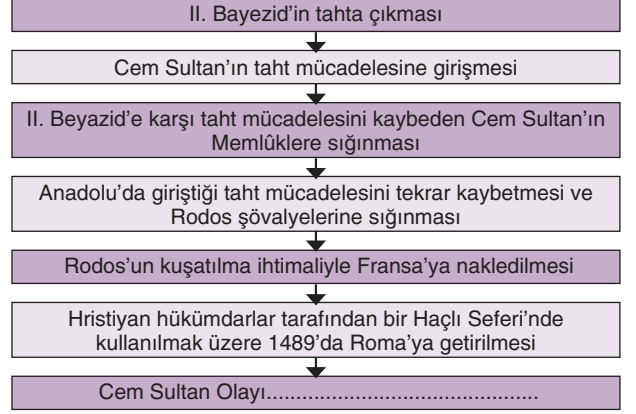 II. Bayezid’in tahta çıkması
Cem Sultan’ın taht mücadelesine girişmesi
II. Beyazid’e karşı taht mücadelesini kaybeden Cem Sultan’ın
Memlûklere sığınması
Anadolu’da giriştiği taht mücadelesini tekrar kaybetmesi ve
Rodos şövalyelerine sığınması
Rodos’un kuşatılma ihtimaliyle Fransa’ya nakledilmesi
Hristiyan hükümdarlar tarafından bir Haçlı Seferi’nde
kullanılmak üzere 1489’da Roma’ya getirilmesi
Cem Sultan Olayı.............................................